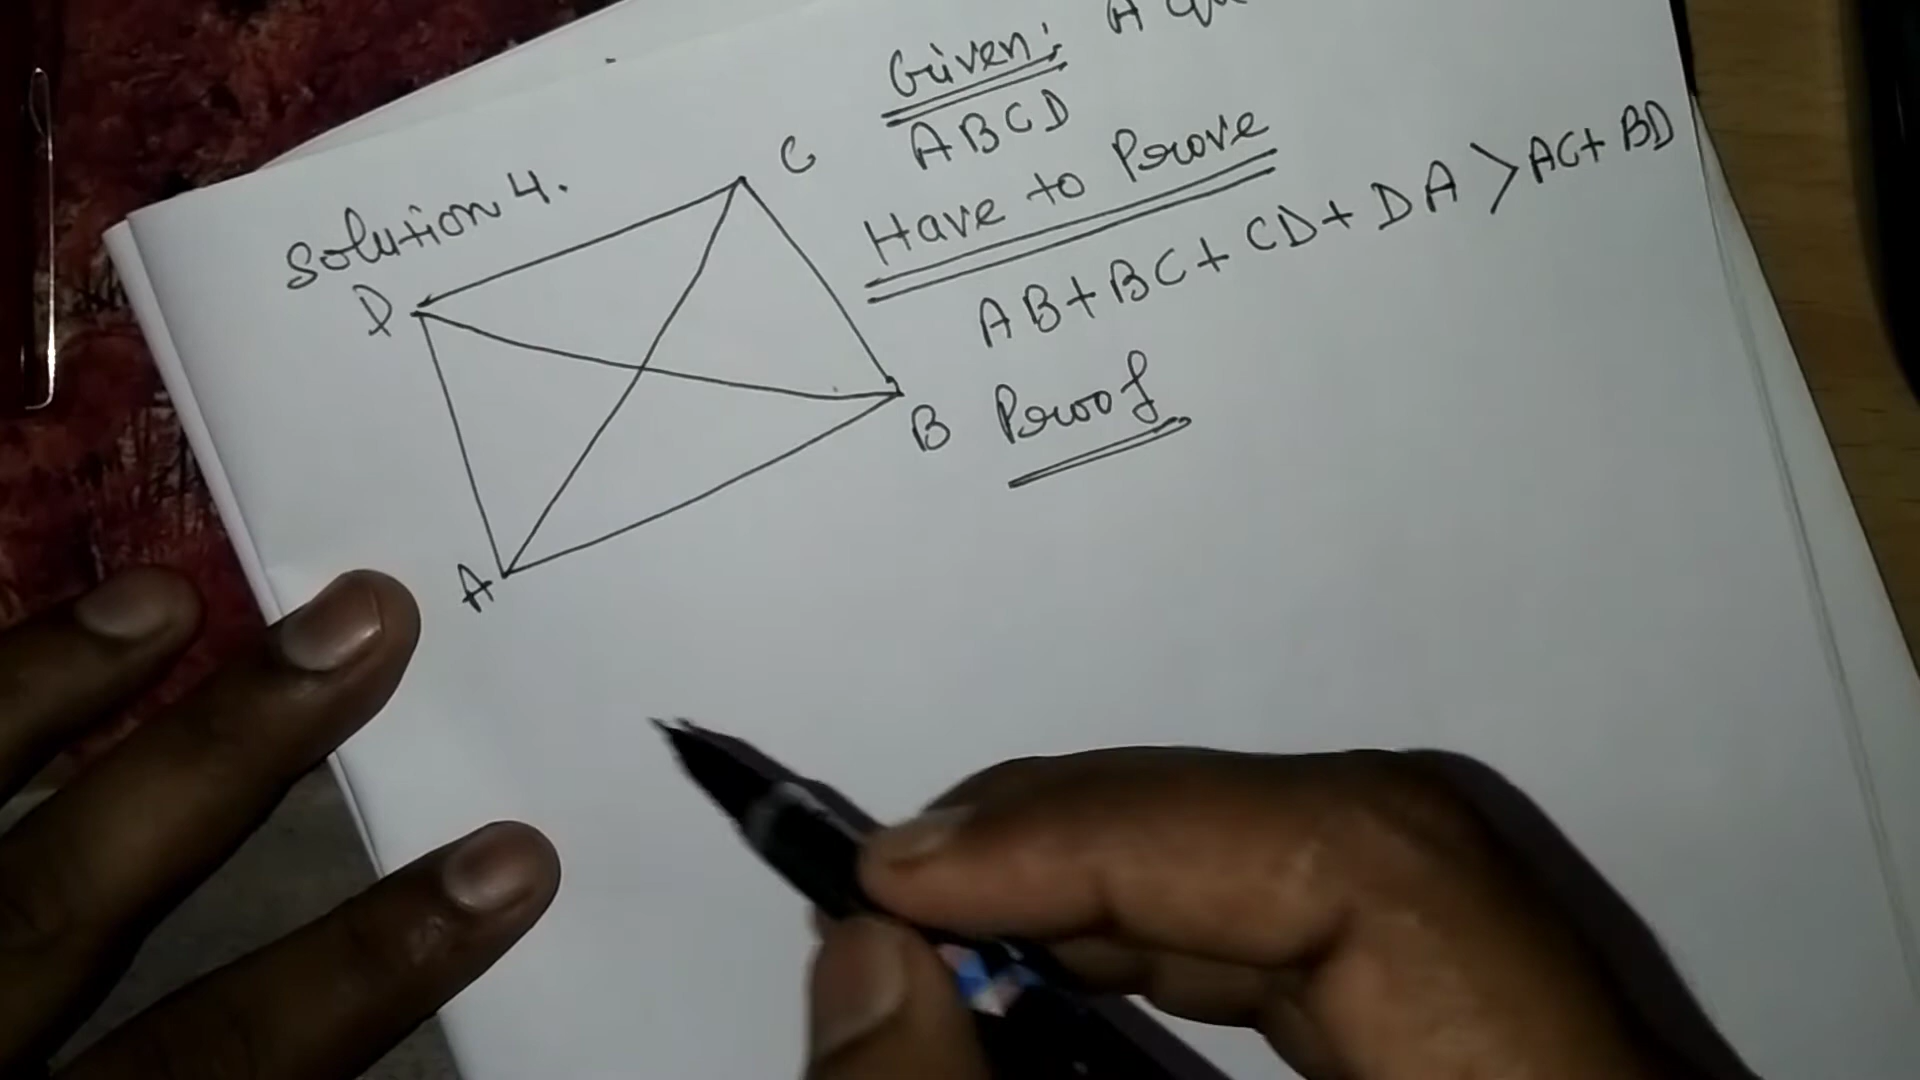 Solution 4.
Given: A
ABCD
Have to Prove
AB+BC+CD+DA>AC+BD
Proof
D
C
B
A